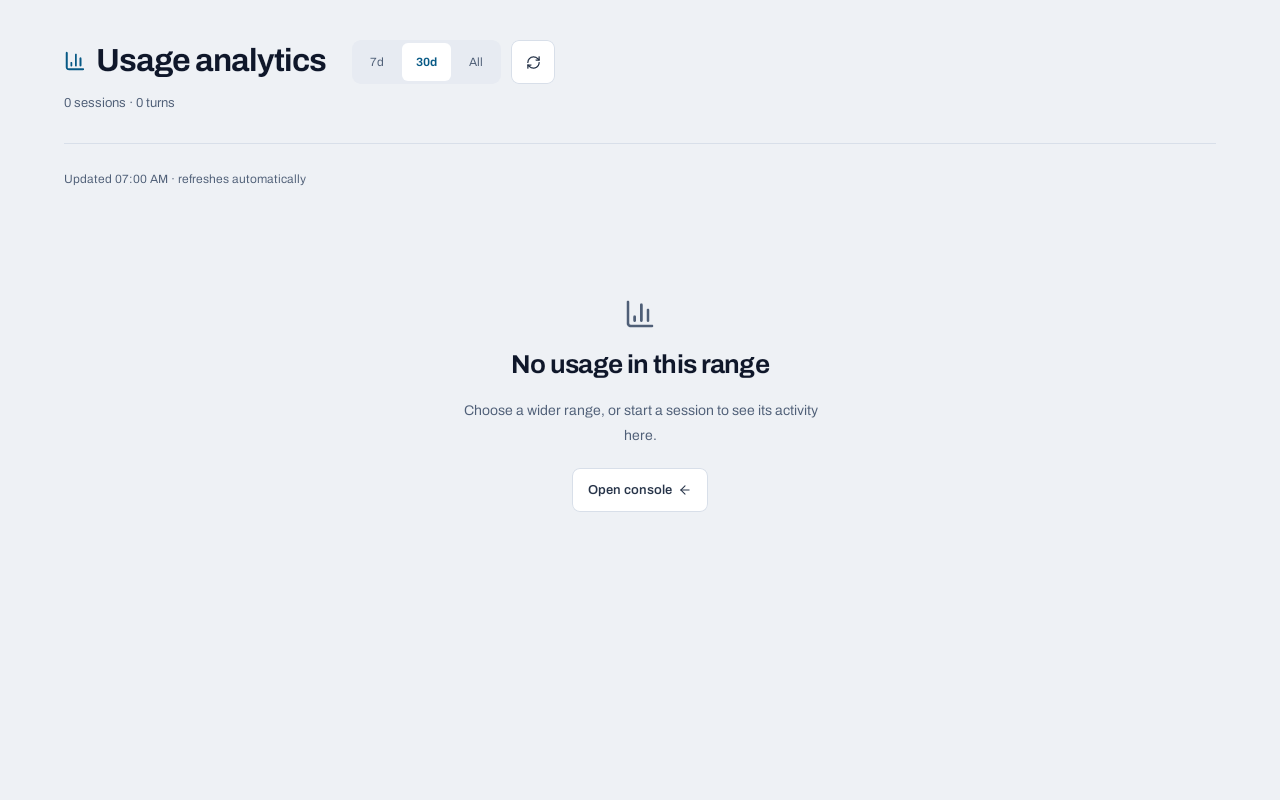 Usage analytics
7d
30d
All
0 sessions · 0 turns
Updated 07:00 AM · refreshes automatically
No usage in this range
Choose a wider range, or start a session to see its activity
here.
Open console